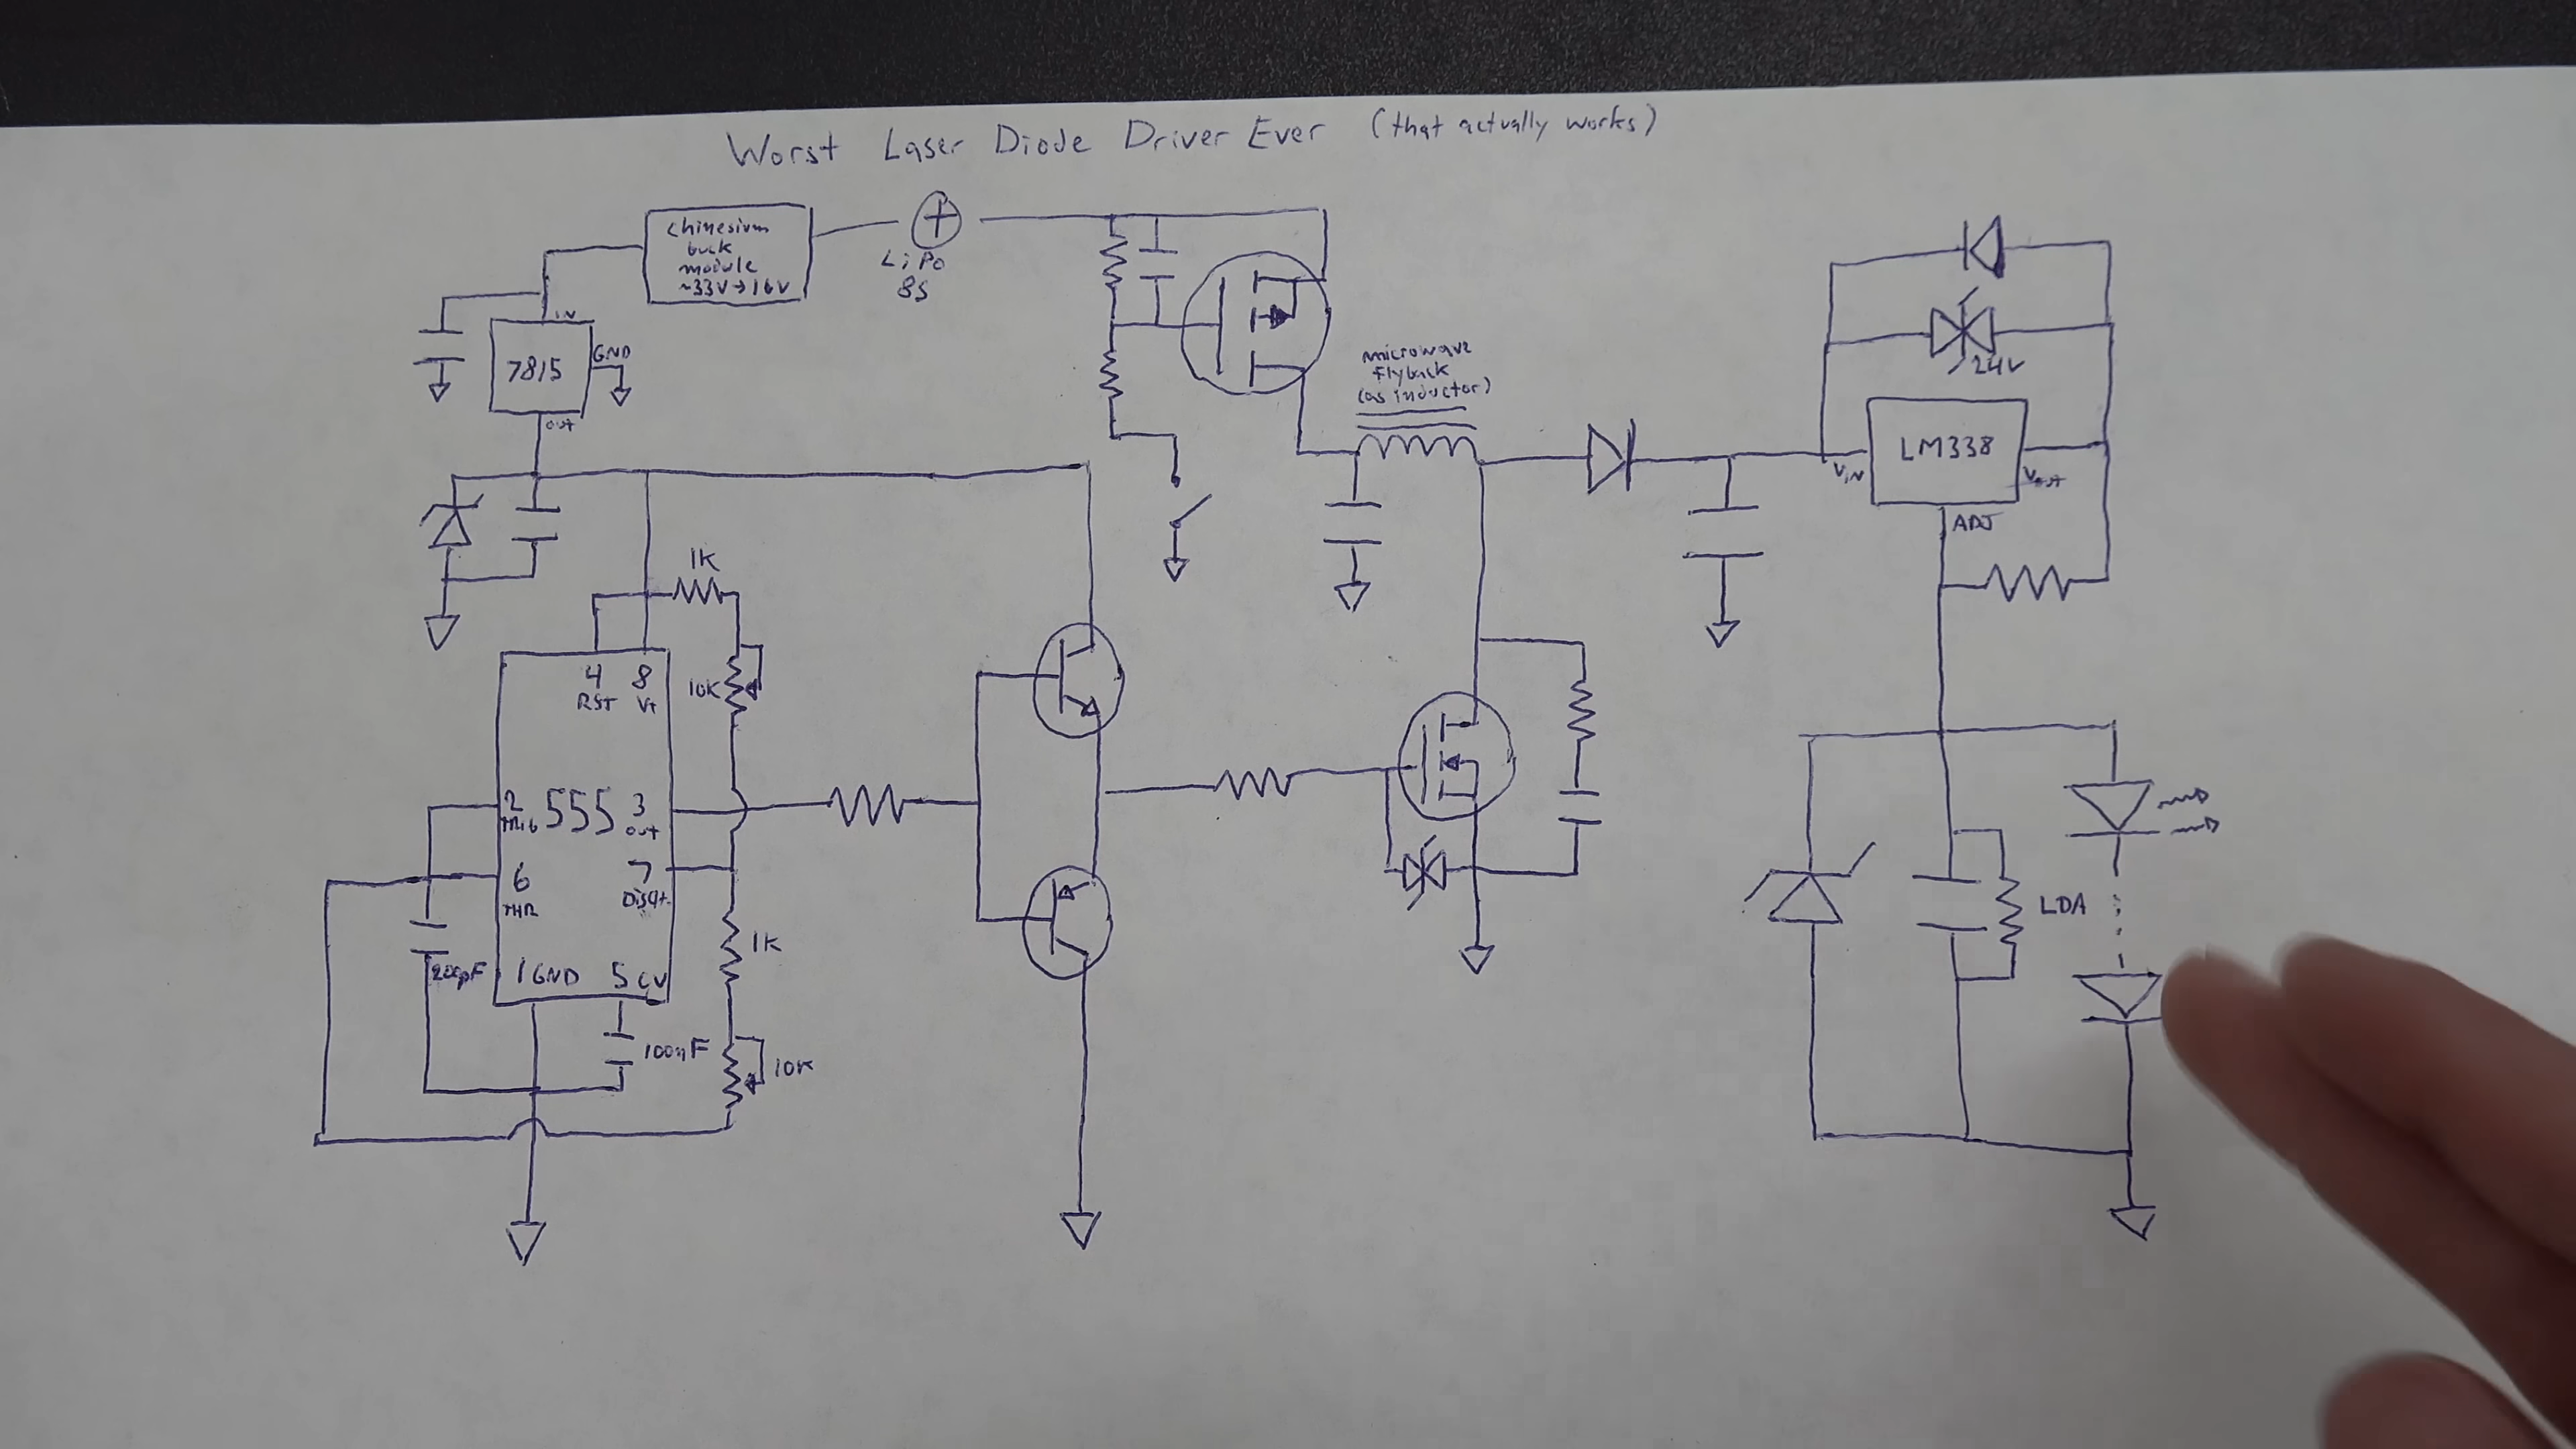 Worst Laser Diode Driver Ever (that actually works)
Chinesium
buck
module
~33V→16V
LiPo
8S
IN
7815
GND
out
microwave
flyback
(as inductor)
24V
LM338
VIN
Vout
ADJ
1K
10K
4
RST
8
V+
2
TRIG
555
3
out
6
THR
7
Disch.
1 GND
5 CV
200pF
100nF
1K
10K
LDA